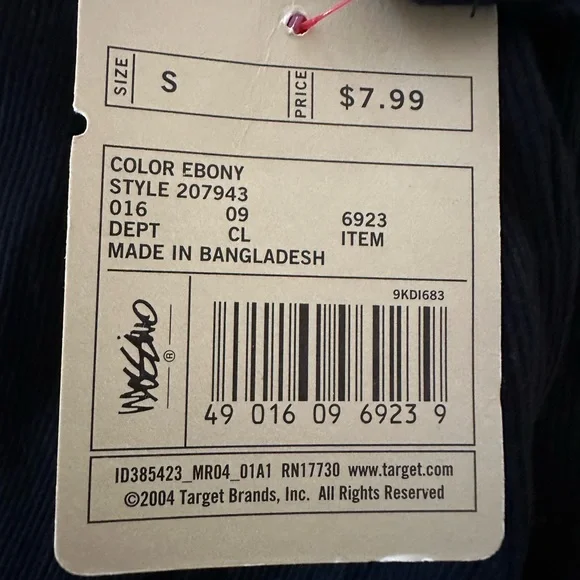 SIZE S PRICE $7.99
COLOR EBONY
STYLE 207943
016 09 6923
DEPT CL ITEM
MADE IN BANGLADESH
9KDI683
mossimo ®
49 016 09 6923 9
ID385423_MR04_01A1 RN17730 www.target.com
©2004 Target Brands, Inc. All Rights Reserved